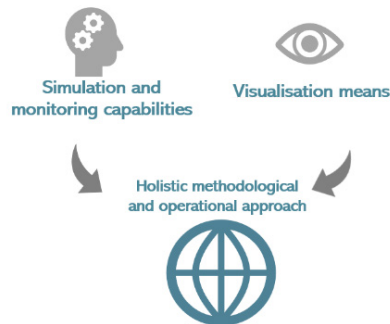 Simulation and
monitoring capabilities
Visualisation means
Holistic methodological
and operational approach